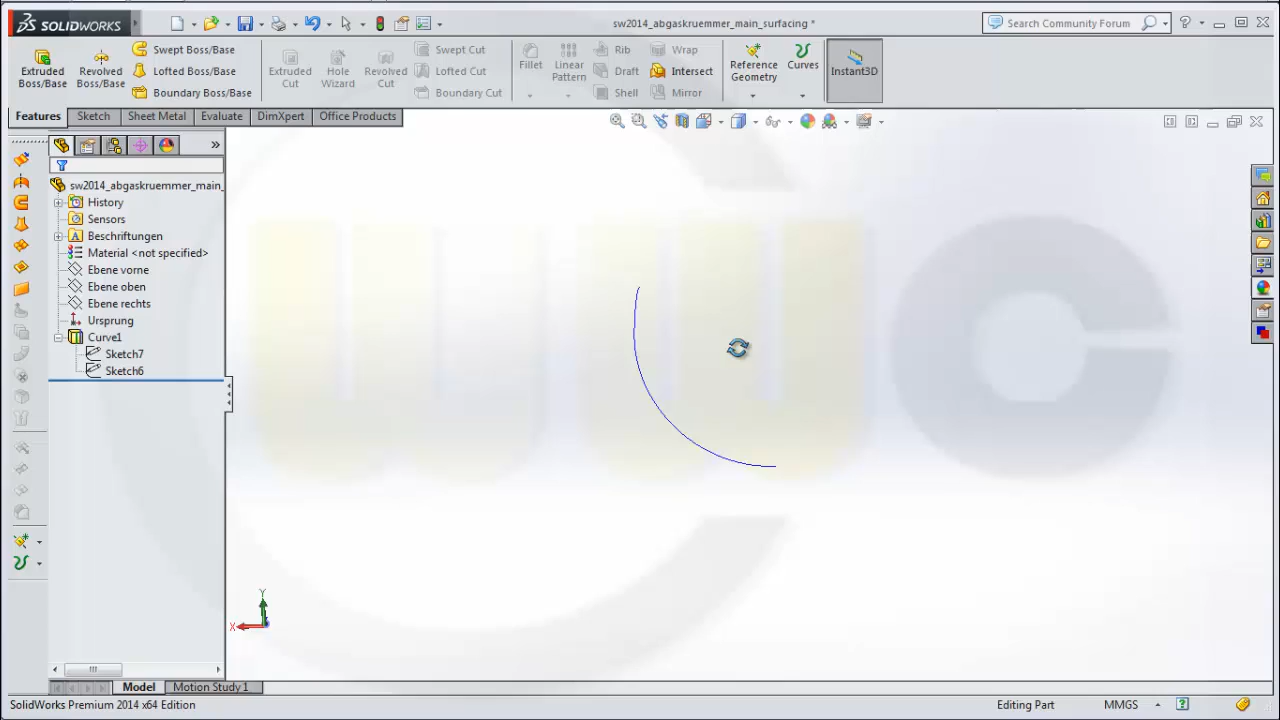 SOLIDWORKS
sw2014_abgaskruemmer_main_surfacing *
Search Community Forum
Extruded Boss/Base
Revolved Boss/Base
Swept Boss/Base
Lofted Boss/Base
Boundary Boss/Base
Extruded Cut
Hole Wizard
Revolved Cut
Swept Cut
Lofted Cut
Boundary Cut
Fillet
Linear Pattern
Rib
Draft
Shell
Wrap
Intersect
Mirror
Reference Geometry
Curves
Instant3D
Features
Sketch
Sheet Metal
Evaluate
DimXpert
Office Products
sw2014_abgaskruemmer_main_
History
Sensors
Beschriftungen
Material <not specified>
Ebene vorne
Ebene oben
Ebene rechts
Ursprung
Curve1
Sketch7
Sketch6
wuc
Y
X
Model
Motion Study 1
SolidWorks Premium 2014 x64 Edition
Editing Part
MMGS